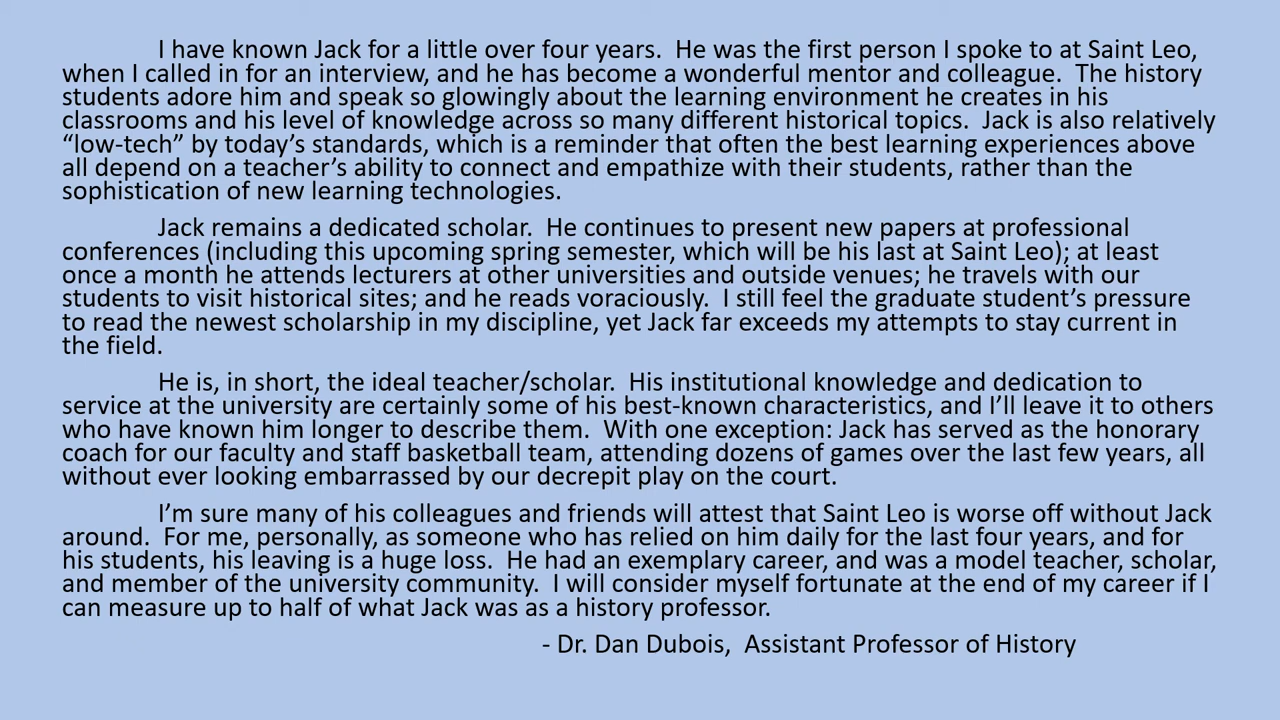 I have known Jack for a little over four years.  He was the first person I spoke to at Saint Leo,
when I called in for an interview, and he has become a wonderful mentor and colleague.  The history
students adore him and speak so glowingly about the learning environment he creates in his
classrooms and his level of knowledge across so many different historical topics.  Jack is also relatively
“low-tech” by today’s standards, which is a reminder that often the best learning experiences above
all depend on a teacher’s ability to connect and empathize with their students, rather than the
sophistication of new learning technologies.
Jack remains a dedicated scholar.  He continues to present new papers at professional
conferences (including this upcoming spring semester, which will be his last at Saint Leo); at least
once a month he attends lecturers at other universities and outside venues; he travels with our
students to visit historical sites; and he reads voraciously.  I still feel the graduate student’s pressure
to read the newest scholarship in my discipline, yet Jack far exceeds my attempts to stay current in
the field.
He is, in short, the ideal teacher/scholar.  His institutional knowledge and dedication to
service at the university are certainly some of his best-known characteristics, and I’ll leave it to others
who have known him longer to describe them.  With one exception: Jack has served as the honorary
coach for our faculty and staff basketball team, attending dozens of games over the last few years, all
without ever looking embarrassed by our decrepit play on the court.
I’m sure many of his colleagues and friends will attest that Saint Leo is worse off without Jack
around.  For me, personally, as someone who has relied on him daily for the last four years, and for
his students, his leaving is a huge loss.  He had an exemplary career, and was a model teacher, scholar,
and member of the university community.  I will consider myself fortunate at the end of my career if I
can measure up to half of what Jack was as a history professor.
- Dr. Dan Dubois,  Assistant Professor of History